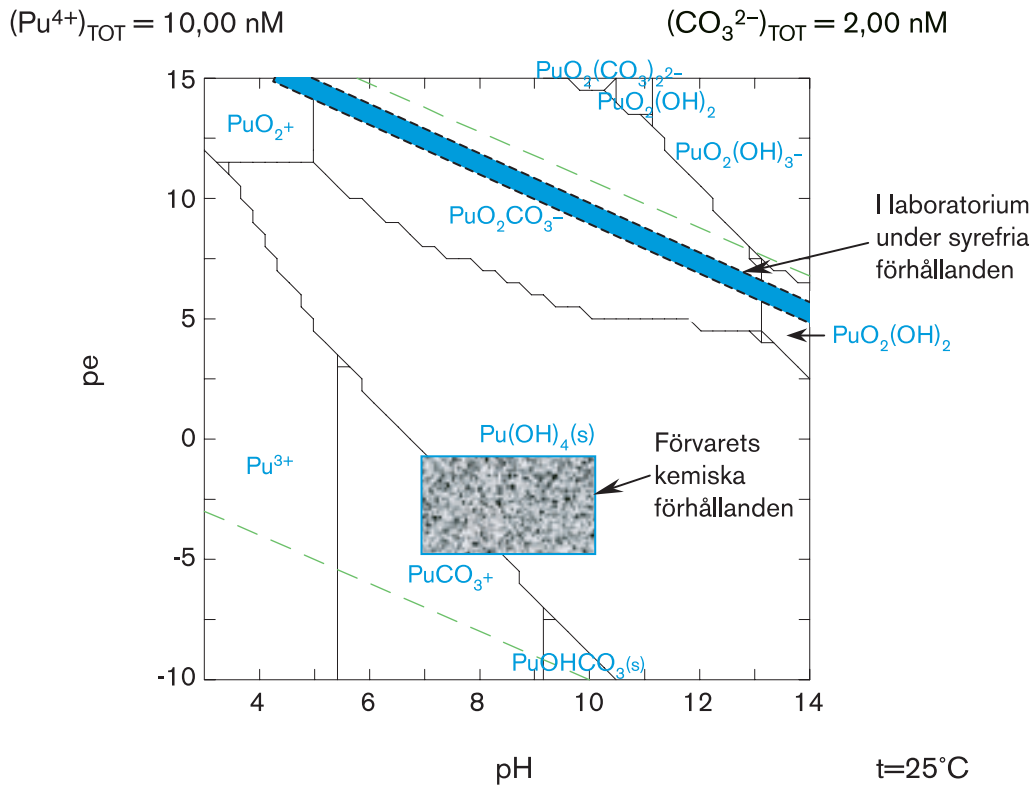 (Pu⁴⁺)TOT = 10,00 nM
(CO₃²⁻)TOT = 2,00 nM
15
10
5
0
-5
-10
pe
4
6
8
10
12
14
pH
t=25°C
PuO₂(CO₃)₂²⁻
PuO₂(OH)₂
PuO₂+
PuO₂(OH)₃-
PuO₂CO₃-
I laboratorium
under syrefria
förhållanden
PuO₂(OH)₂
Pu(OH)₄(s)
Förvarets
kemiska
förhållanden
Pu³⁺
PuCO₃+
PuOHCO₃(s)